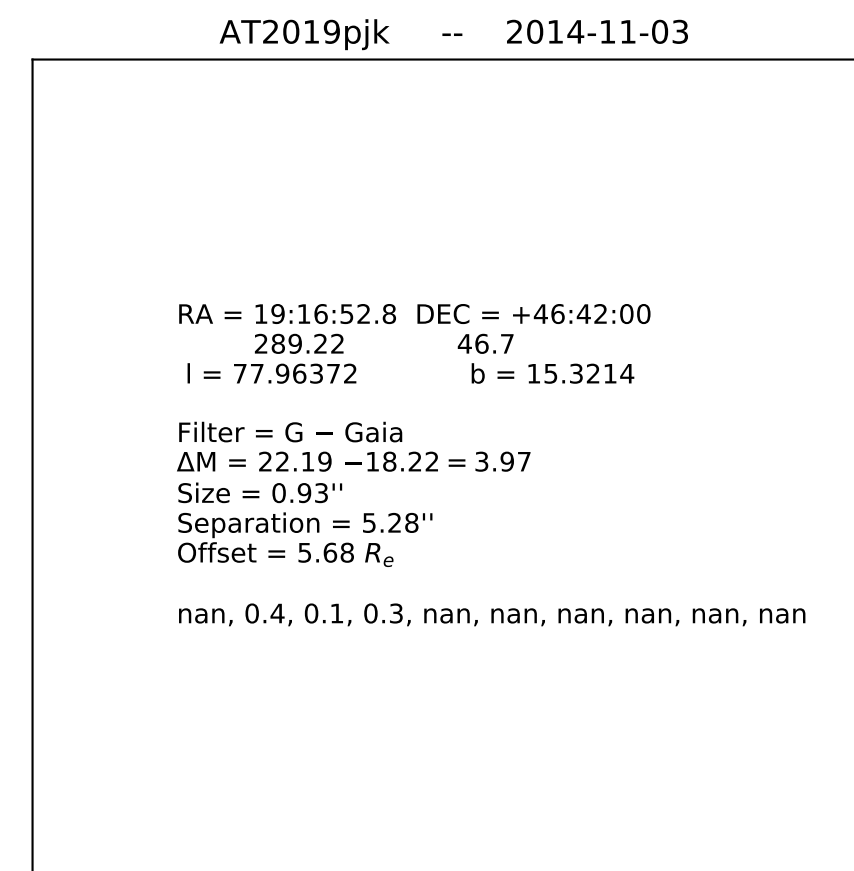 AT2019pjk -- 2014-11-03
RA = 19:16:52.8 DEC = +46:42:00
289.22 46.7
l = 77.96372 b = 15.3214
Filter = G − Gaia
ΔM = 22.19 −18.22 = 3.97
Size = 0.93''
Separation = 5.28''
Offset = 5.68 Re
nan, 0.4, 0.1, 0.3, nan, nan, nan, nan, nan, nan